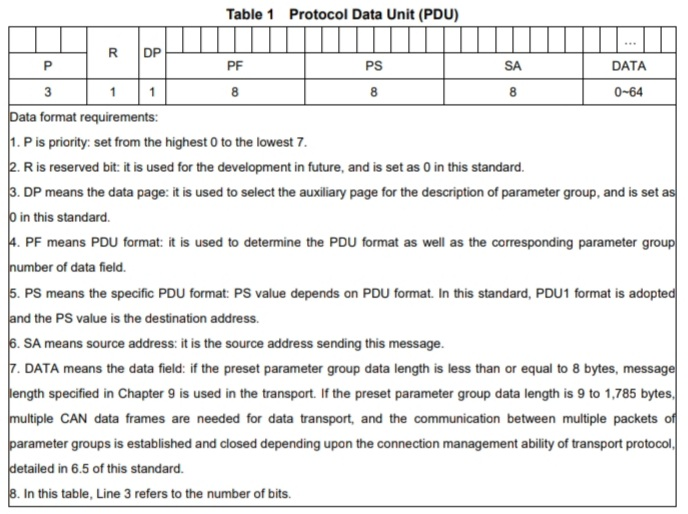 Table 1 Protocol Data Unit (PDU)
...
P R DP PF PS SA DATA
3 1 1 8 8 8 0~64
Data format requirements:
1. P is priority: set from the highest 0 to the lowest 7.
2. R is reserved bit: it is used for the development in future, and is set as 0 in this standard.
3. DP means the data page: it is used to select the auxiliary page for the description of parameter group, and is set as
0 in this standard.
4. PF means PDU format: it is used to determine the PDU format as well as the corresponding parameter group
number of data field.
5. PS means the specific PDU format: PS value depends on PDU format. In this standard, PDU1 format is adopted
and the PS value is the destination address.
6. SA means source address: it is the source address sending this message.
7. DATA means the data field: if the preset parameter group data length is less than or equal to 8 bytes, message
length specified in Chapter 9 is used in the transport. If the preset parameter group data length is 9 to 1,785 bytes,
multiple CAN data frames are needed for data transport, and the communication between multiple packets of
parameter groups is established and closed depending upon the connection management ability of transport protocol,
detailed in 6.5 of this standard.
8. In this table, Line 3 refers to the number of bits.